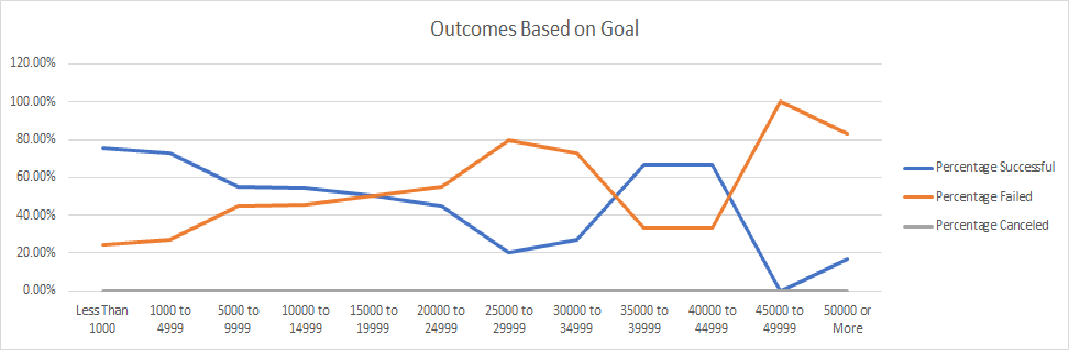 Outcomes Based on Goal
120.00%
100.00%
80.00%
60.00%
40.00%
20.00%
0.00%
Less Than 1000 to 5000 to 10000 to 15000 to 20000 to 25000 to 30000 to 35000 to 40000 to 45000 to 50000 or
1000 4999 9999 14999 19999 24999 29999 34999 39999 44999 49999 More
Percentage Successful
Percentage Failed
Percentage Canceled